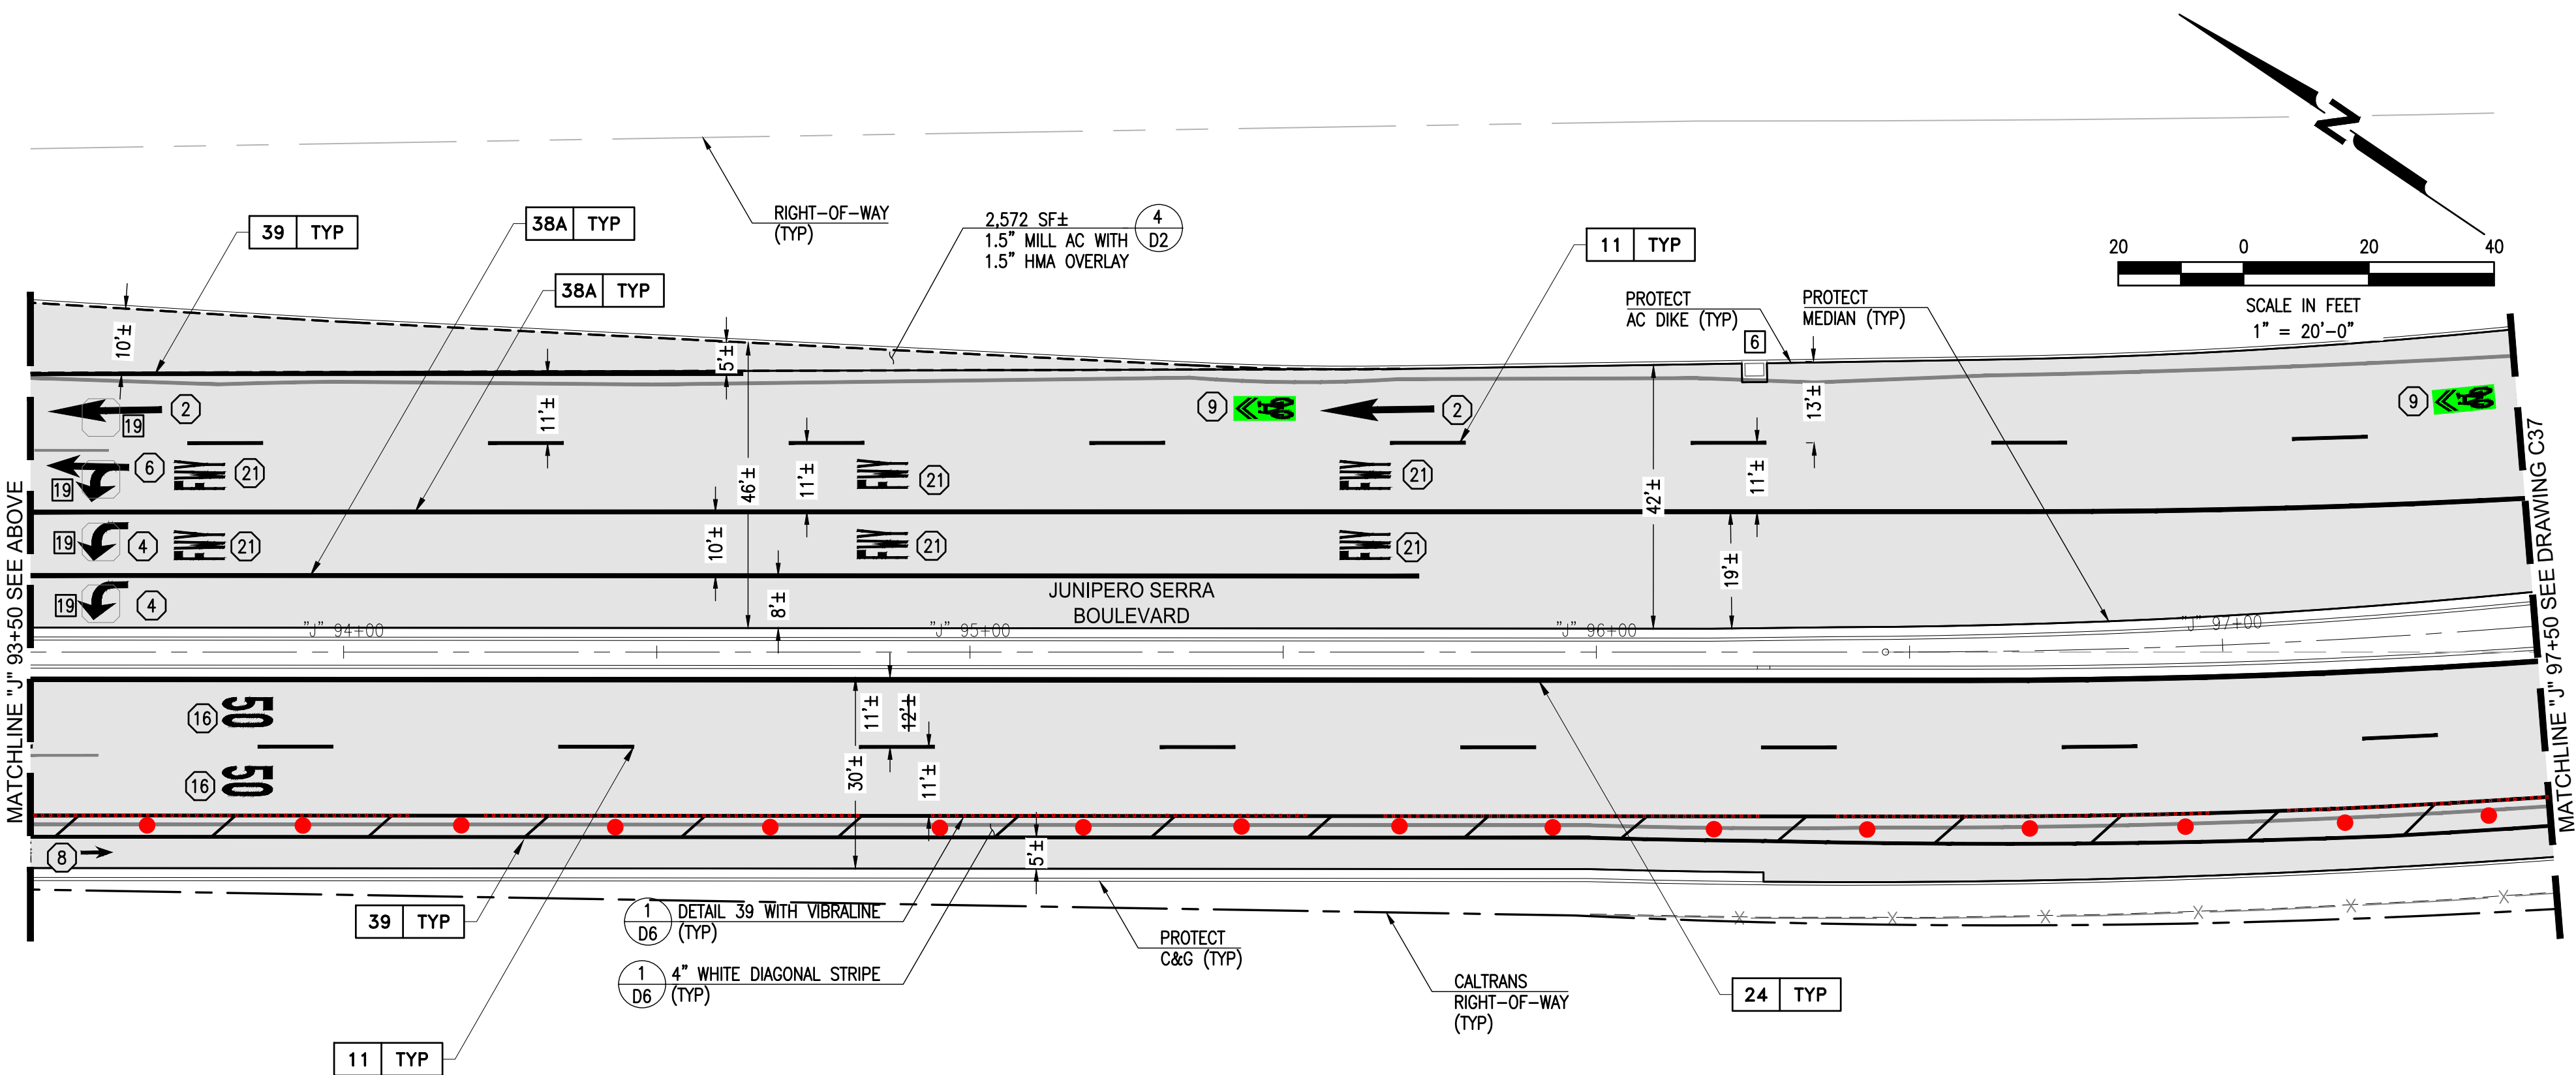 N
20 0 20 40
SCALE IN FEET
1" = 20'-0"
RIGHT-OF-WAY
(TYP)
39 TYP
38A TYP
38A TYP
2,572 SF±
1.5" MILL AC WITH
1.5" HMA OVERLAY
4
D2
11 TYP
PROTECT
AC DIKE (TYP)
PROTECT
MEDIAN (TYP)
6
10'±
5'±
11'±
46'±
11'±
42'±
13'±
11'±
10'±
8'±
19'±
2
19
9
2
9
6
19
FWY
21
FWY
21
FWY
21
19
4
FWY
21
FWY
21
FWY
21
19
4
JUNIPERO SERRA
BOULEVARD
"J" 94+00
"J" 95+00
"J" 96+00
"J" 97+00
MATCHLINE "J" 93+50 SEE ABOVE
MATCHLINE "J" 97+50 SEE DRAWING C37
16
50
16
50
11'±
12'±
30'±
11'±
5'±
8
39 TYP
1
D6
DETAIL 39 WITH VIBRALINE
(TYP)
1
D6
4" WHITE DIAGONAL STRIPE
(TYP)
PROTECT
C&G (TYP)
CALTRANS
RIGHT-OF-WAY
(TYP)
24 TYP
11 TYP